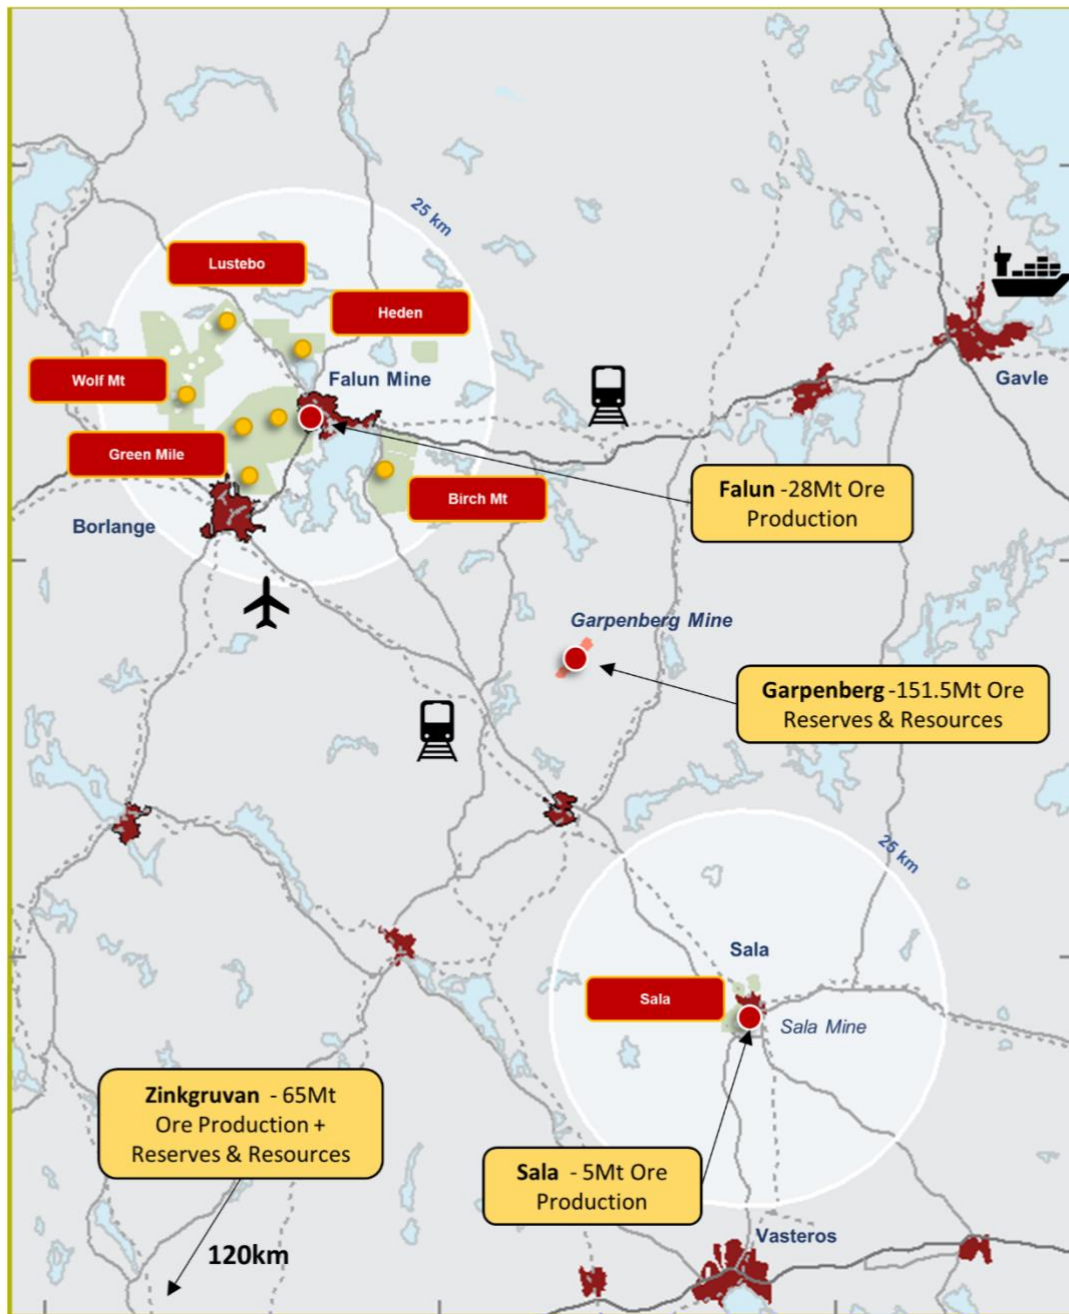 25 km
Lustebo
Heden
Wolf Mt
Falun Mine
Gavle
Green Mile
Birch Mt
Borlange
Falun -28Mt Ore
Production
Garpenberg Mine
Garpenberg -151.5Mt Ore
Reserves & Resources
25 km
Sala
Sala
Sala Mine
Zinkgruvan - 65Mt
Ore Production +
Reserves & Resources
Sala - 5Mt Ore
Production
120km
Vasteros